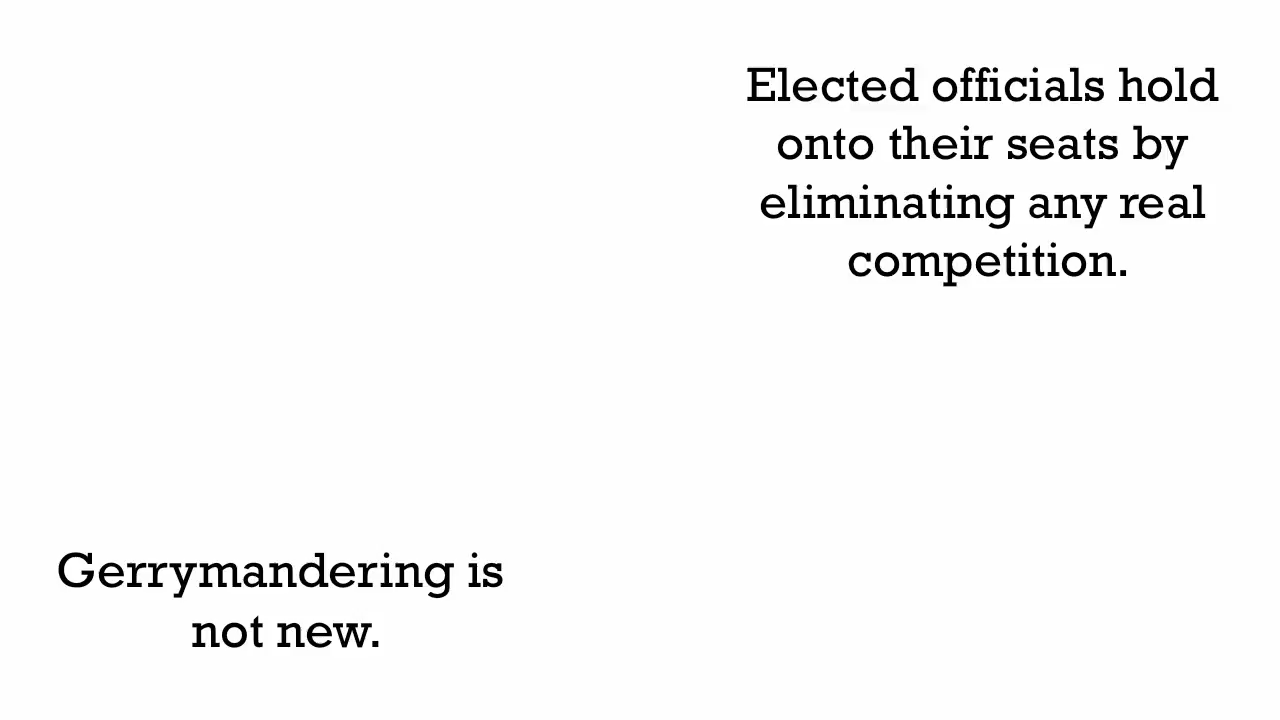 Elected officials hold
onto their seats by
eliminating any real
competition.
Gerrymandering is
not new.